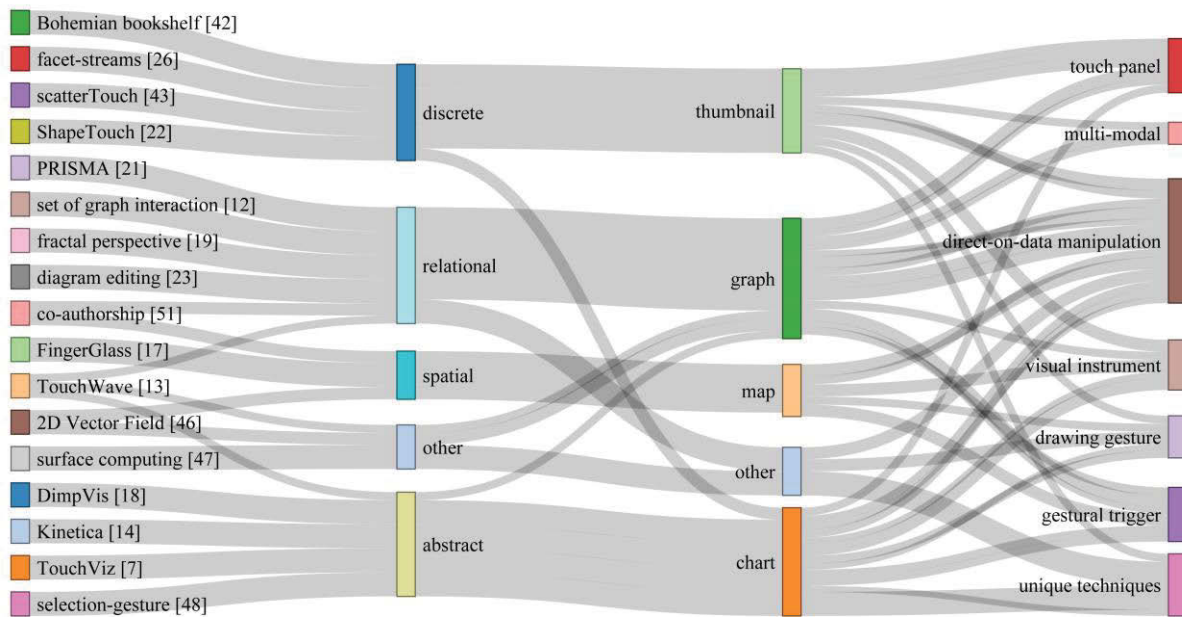 Bohemian bookshelf [42]
facet-streams [26]
scatterTouch [43]
ShapeTouch [22]
PRISMA [21]
set of graph interaction [12]
fractal perspective [19]
diagram editing [23]
co-authorship [51]
FingerGlass [17]
TouchWave [13]
2D Vector Field [46]
surface computing [47]
DimpVis [18]
Kinetica [14]
TouchViz [7]
selection-gesture [48]
discrete
relational
spatial
other
abstract
thumbnail
graph
map
other
chart
touch panel
multi-modal
direct-on-data manipulation
visual instrument
drawing gesture
gestural trigger
unique techniques